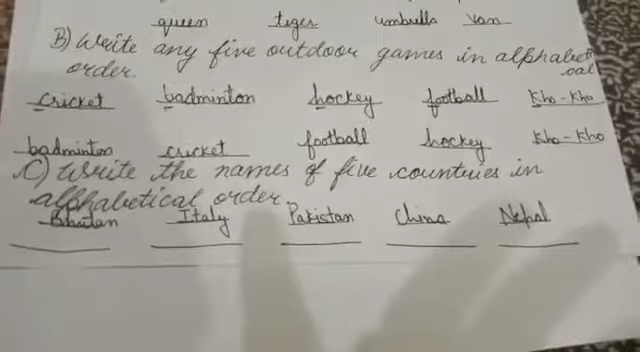 queen tiger umbrella van
B) Write any five outdoor games in alphabetical
order.
cricket badminton hockey football Kho-Kho
badminton cricket football hockey Kho-Kho
C) Write the names of five countries in
alphabetical order.
Bhutan Italy Pakistan China Nepal